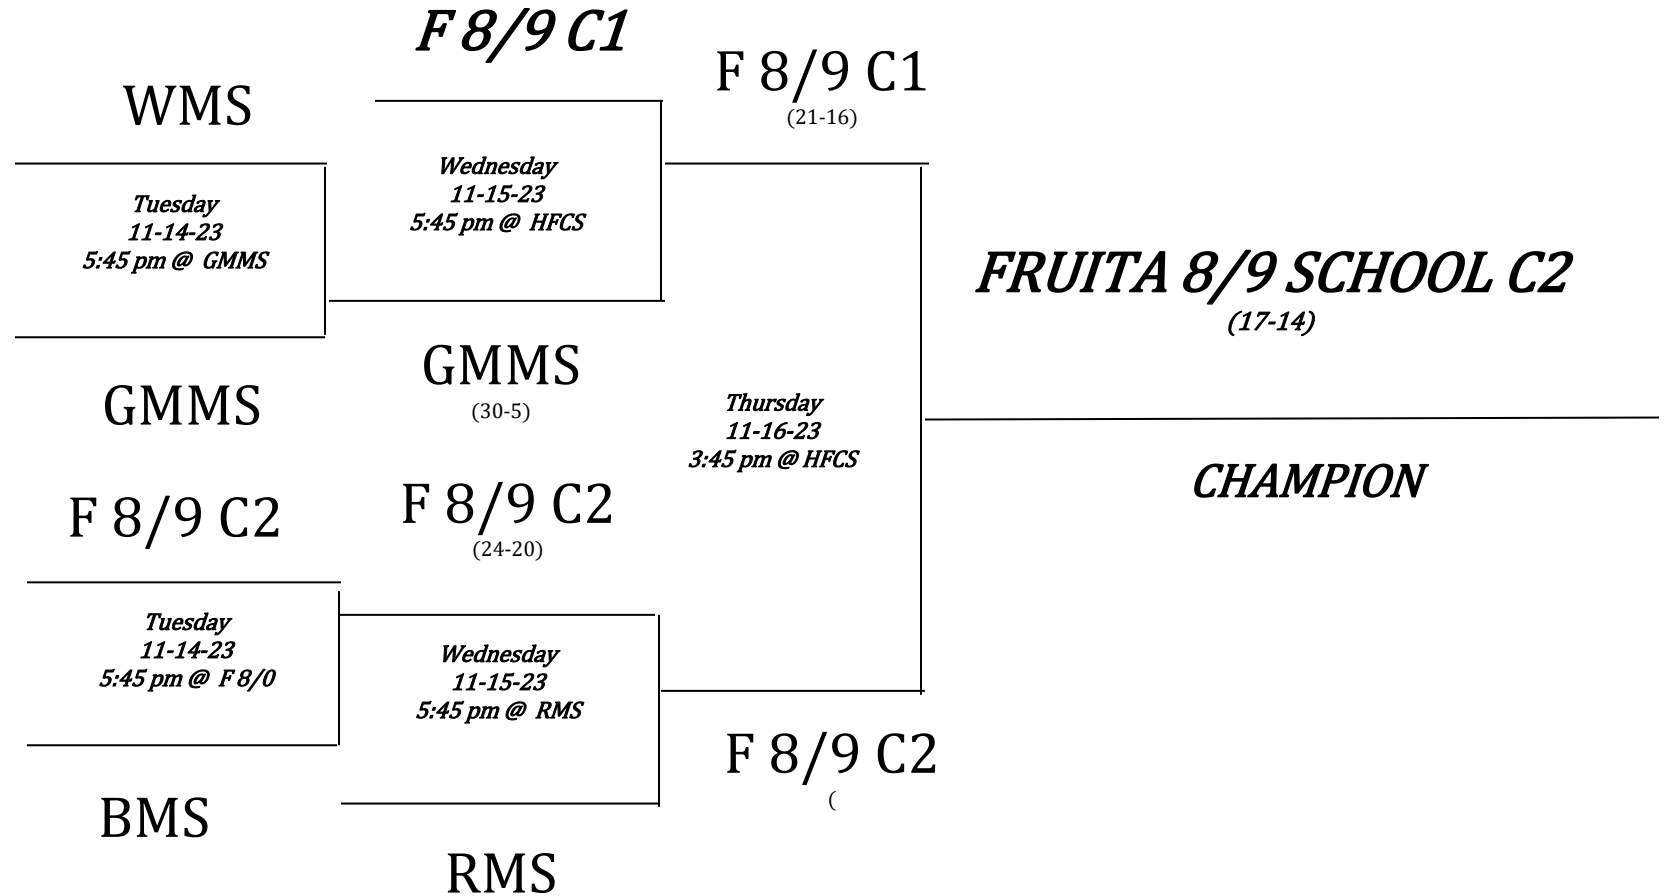 F 8/9 C1
WMS
Tuesday
11-14-23
5:45 pm @ GMMS
GMMS
Wednesday
11-15-23
5:45 pm @ HFCS
GMMS
(30-5)
F 8/9 C1
(21-16)
Thursday
11-16-23
3:45 pm @ HFCS
FRUITA 8/9 SCHOOL C2
(17-14)
CHAMPION
F 8/9 C2
Tuesday
11-14-23
5:45 pm @ F 8/0
BMS
F 8/9 C2
(24-20)
Wednesday
11-15-23
5:45 pm @ RMS
RMS
F 8/9 C2
(